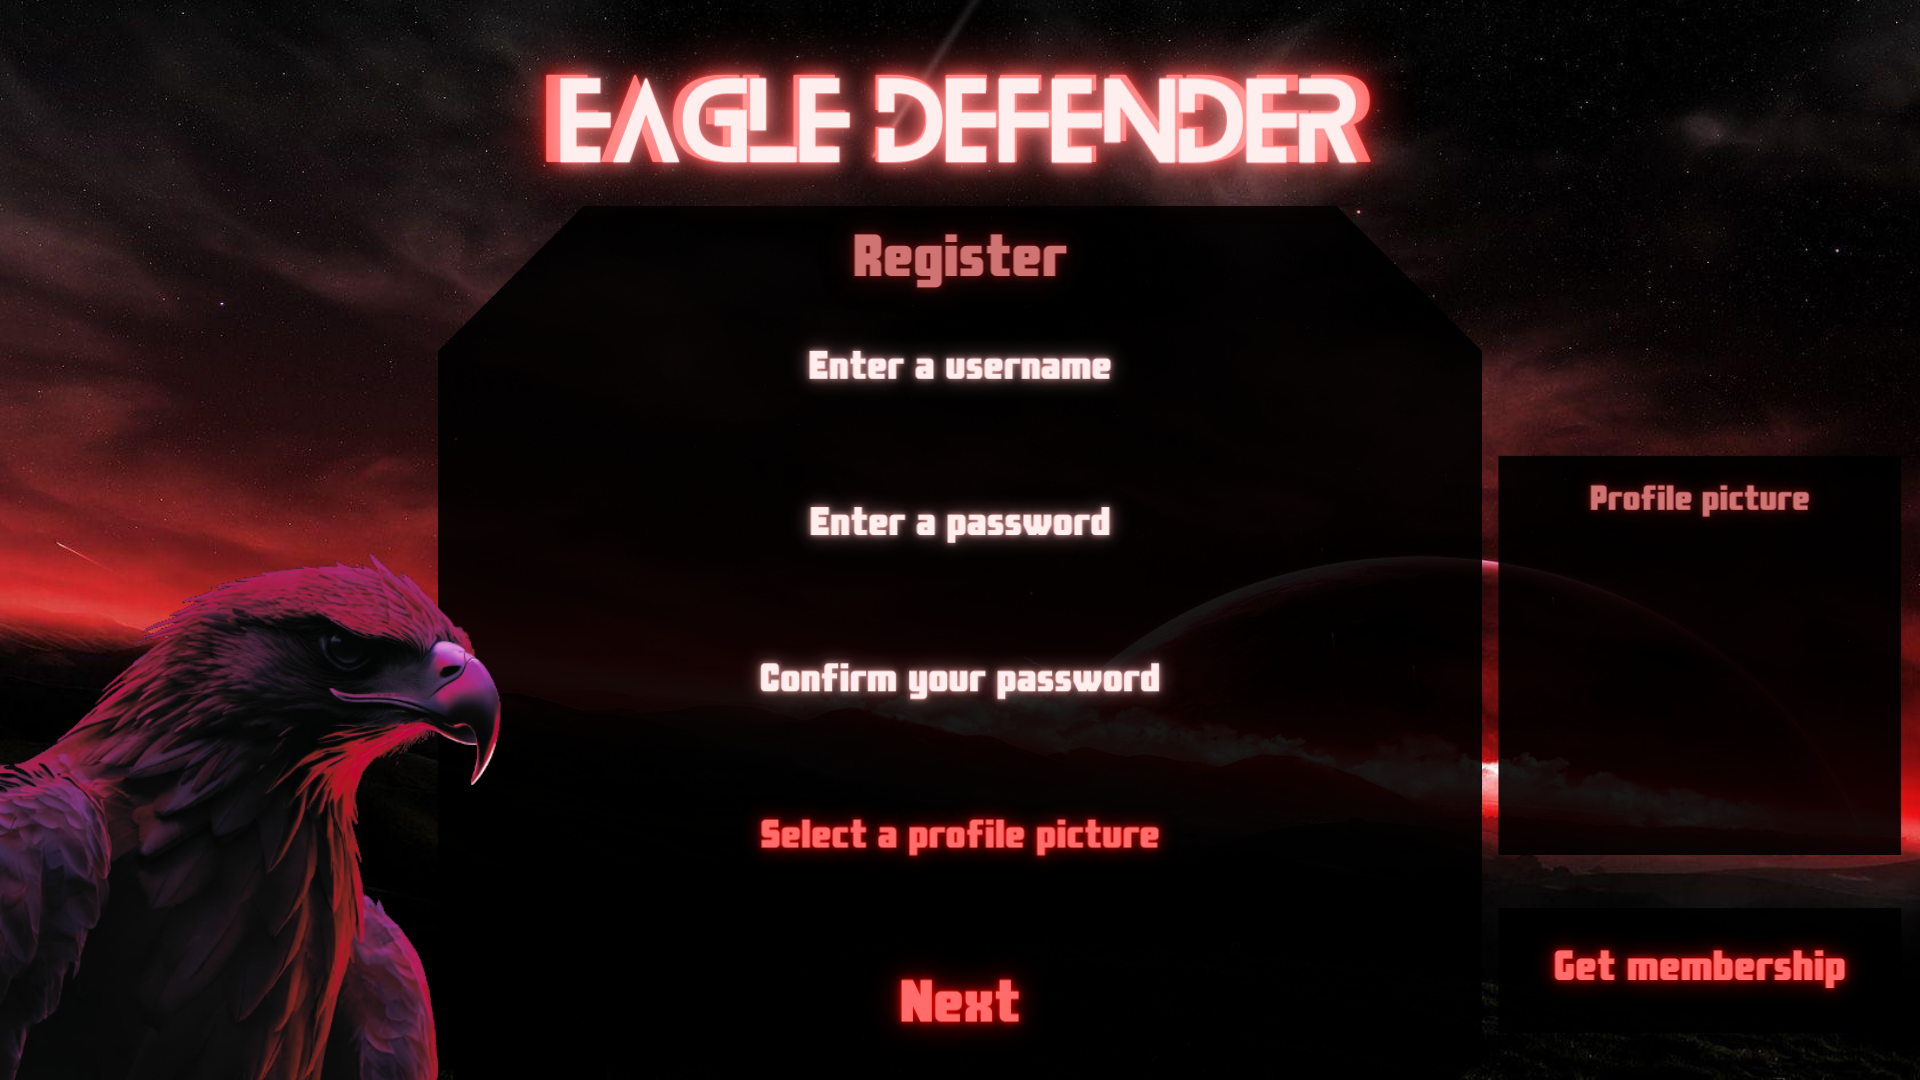 EAGLE DEFENDER
Register
Enter a username
Enter a password
Confirm your password
Select a profile picture
Next
Profile picture
Get membership